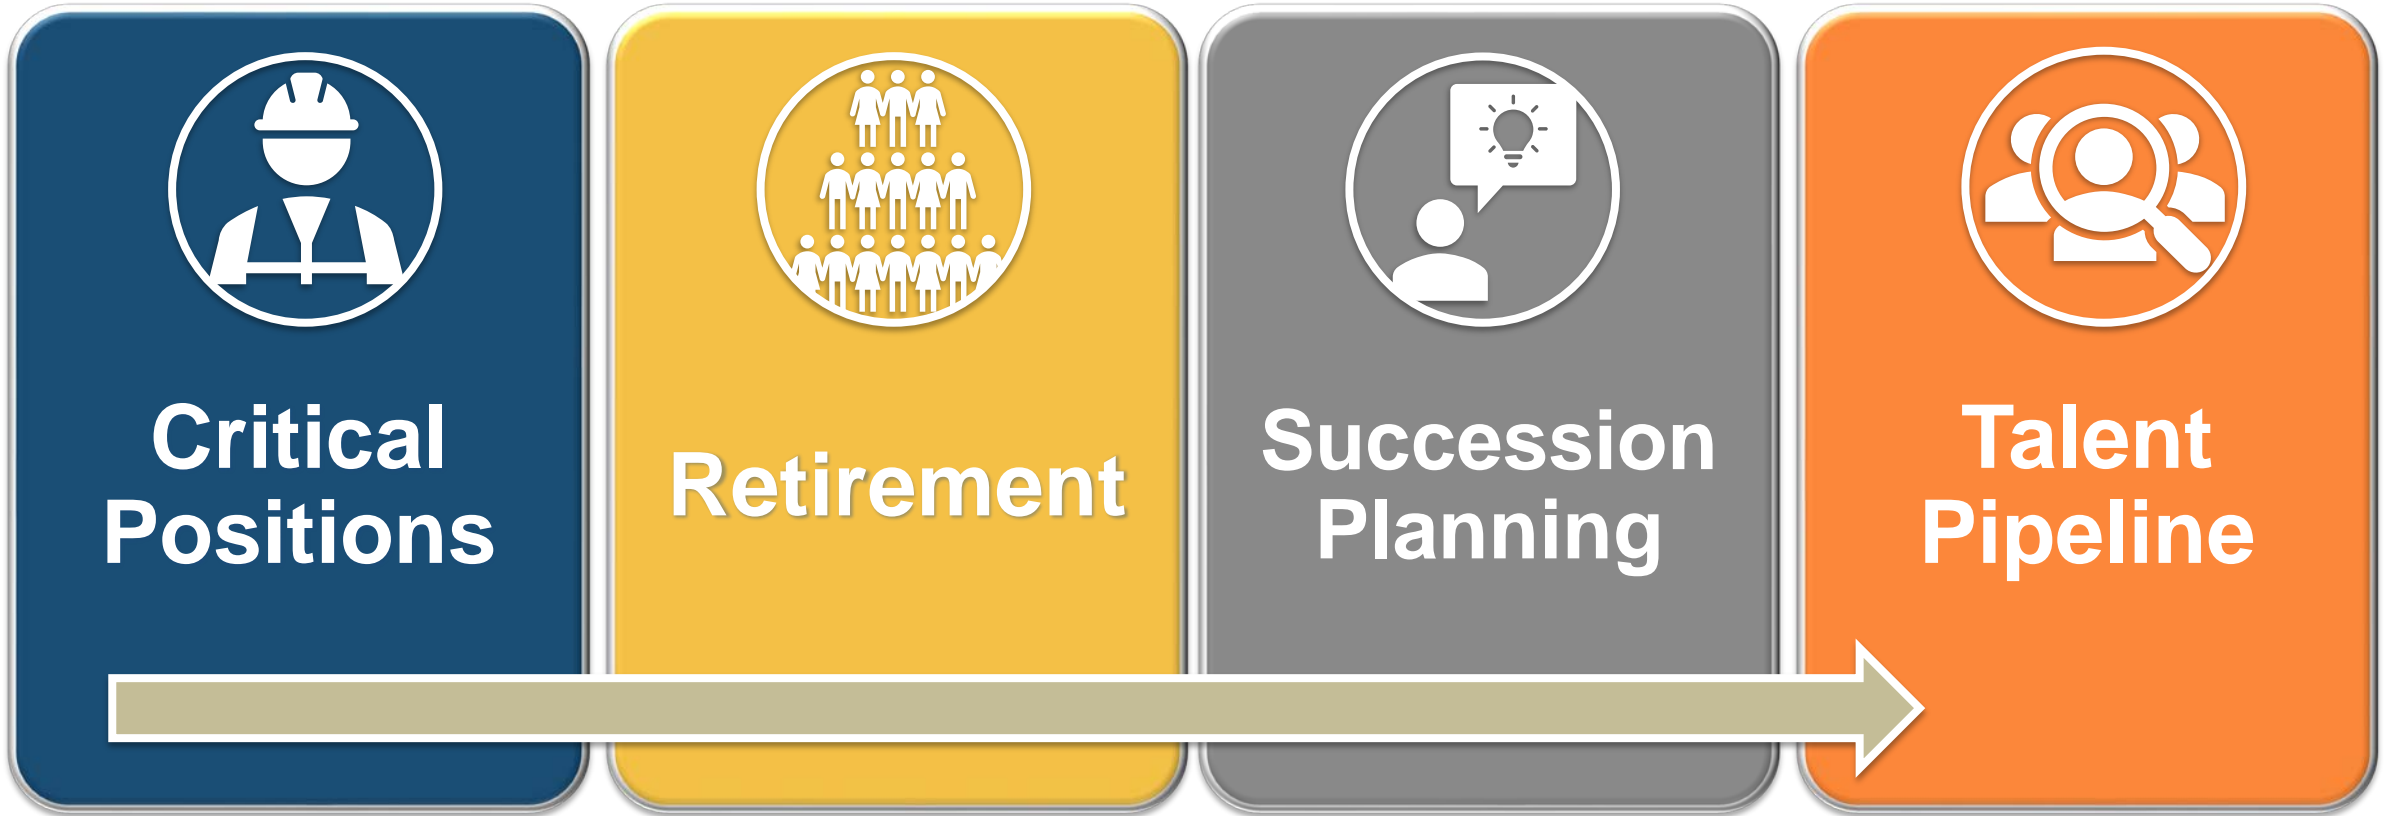 Critical
Positions
Retirement
Succession
Planning
Talent
Pipeline